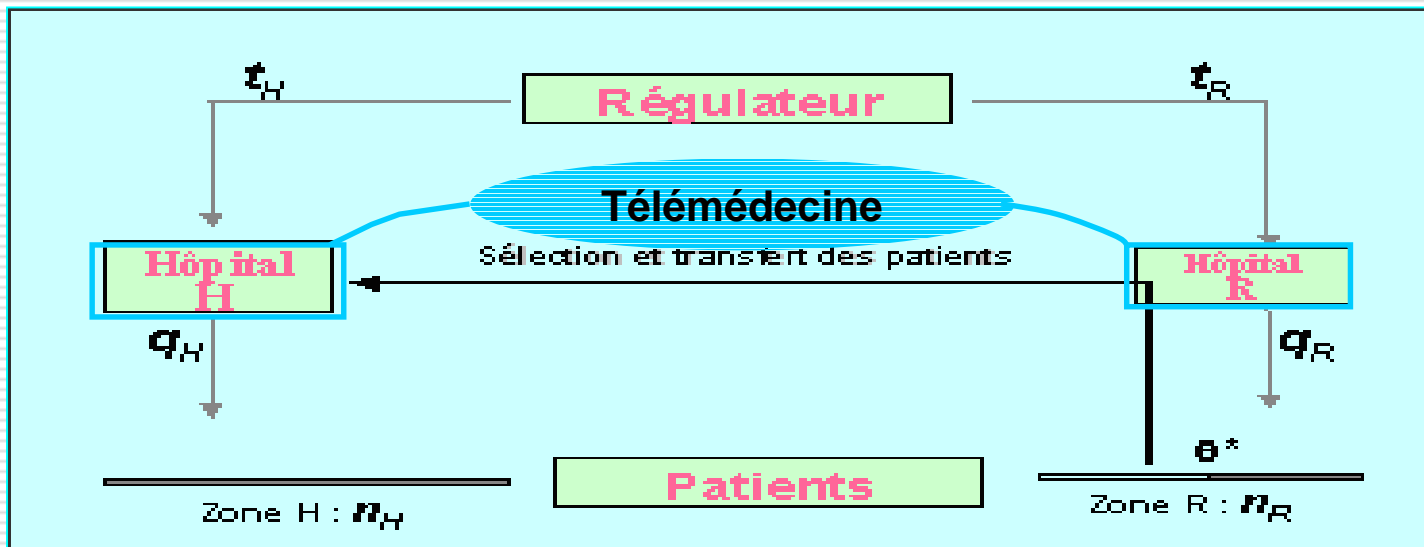 t_H
t_R
Régulateur
Télémédecine
Sélection et transfert des patients
Hôpital
H
Hôpital
R
q_H
q_R
θ*
Patients
Zone H : n_H
Zone R : n_R